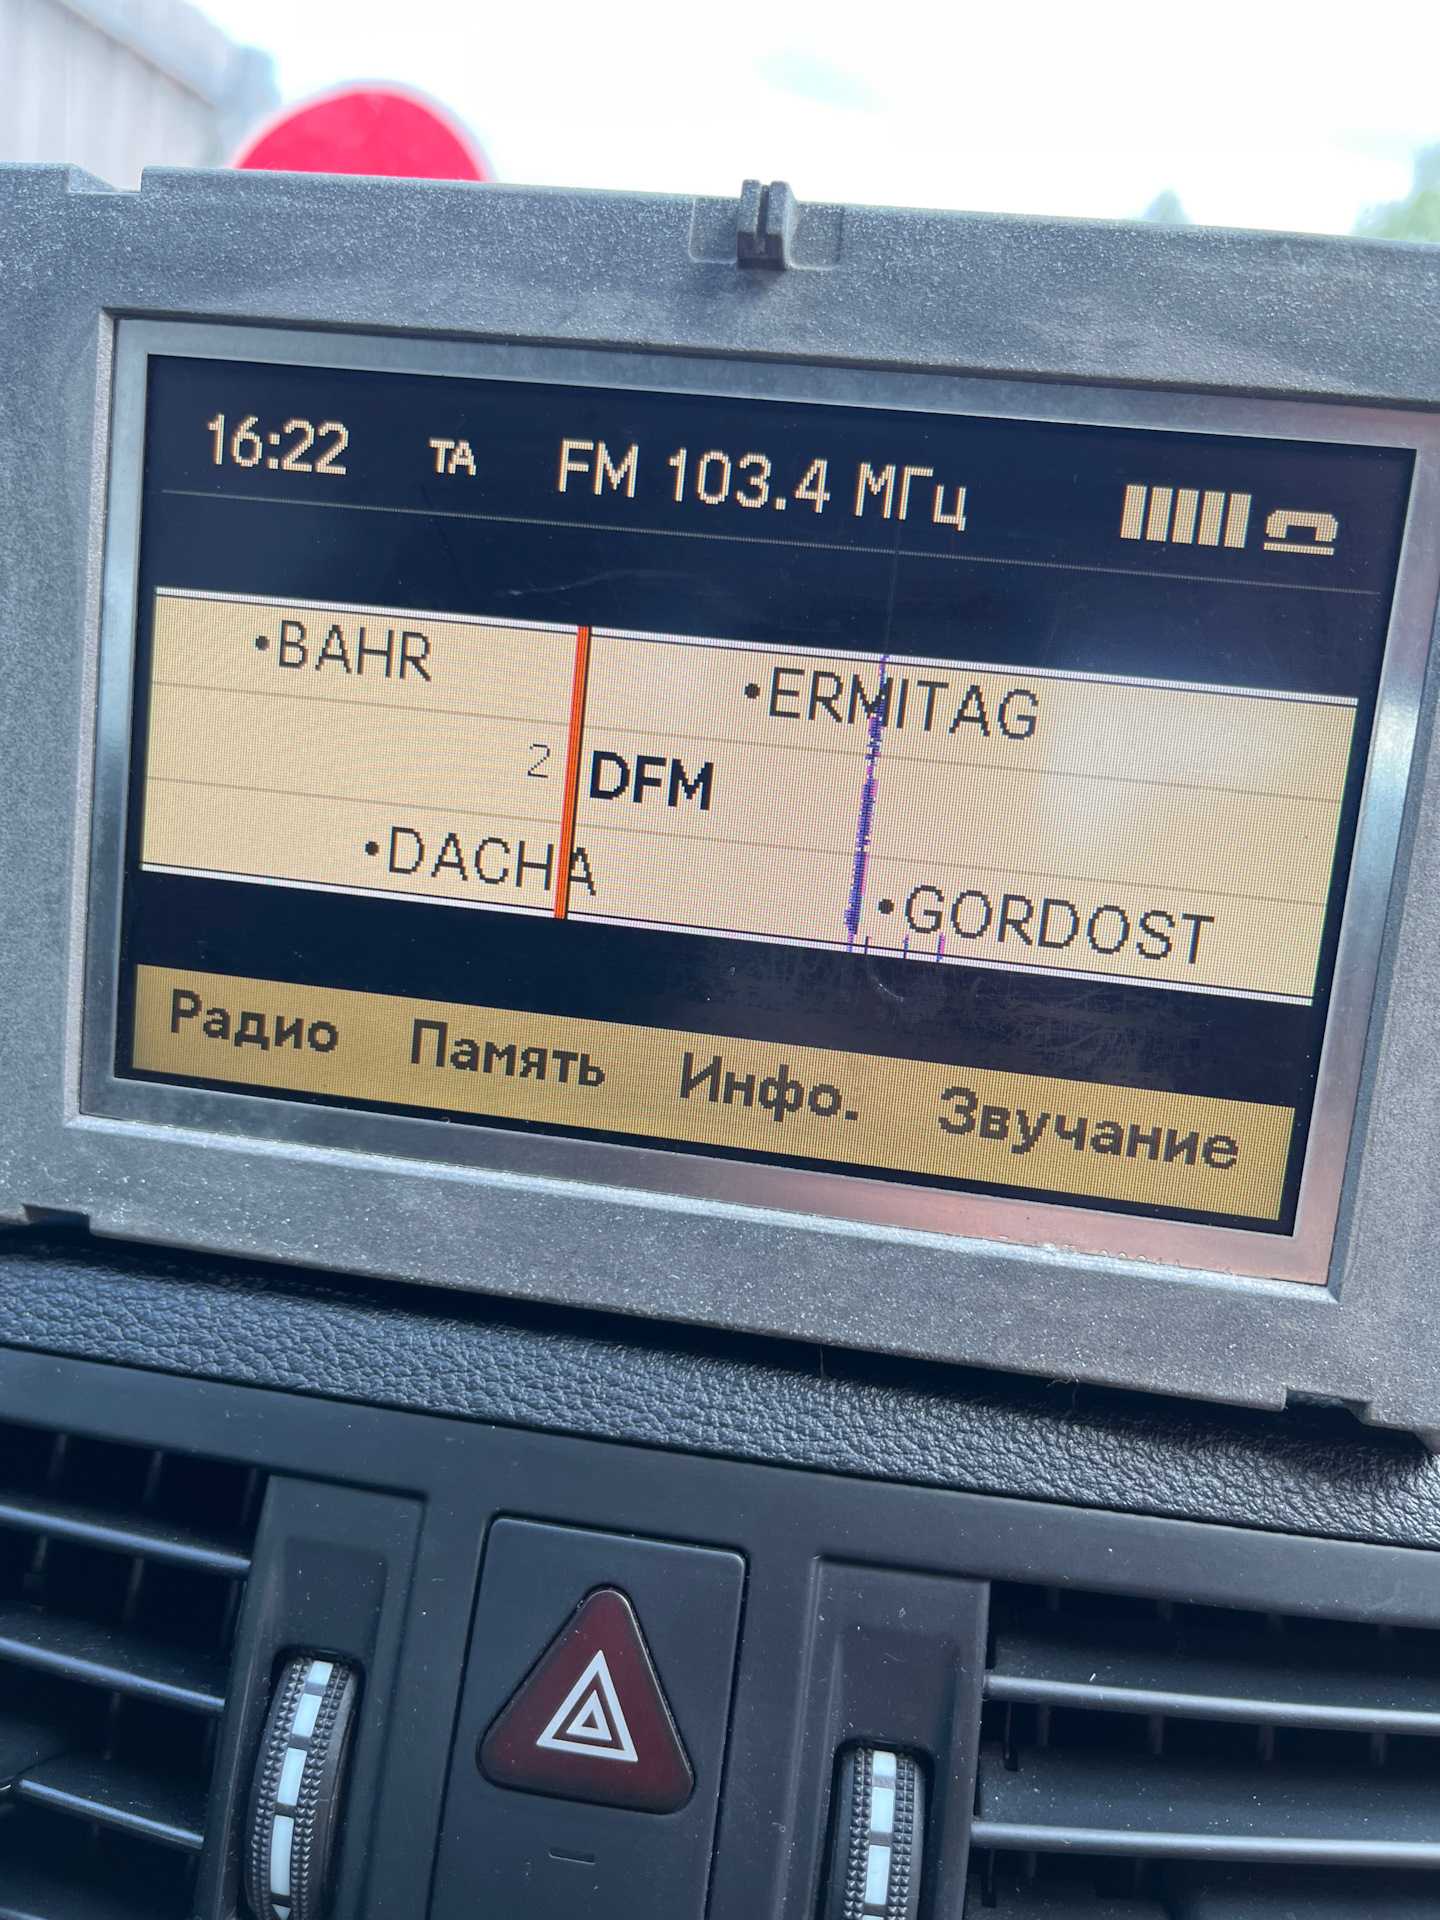 16:22 TA FM 103.4 МГц
•BAHR
•ERMITAG
2 DFM
•DACHA
•GORDOST
Радио Память Инфо. Звучание